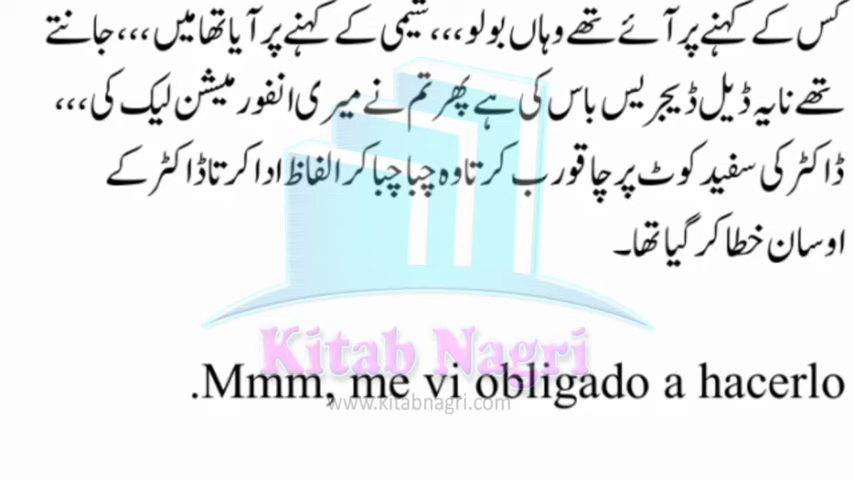 کس کے کہنے پر آئے تھے وہاں بولو،،، شیمی کے کہنے پر آیا تھا میں،،، جانتے
تھے نا یہ ڈیل ڈیجریس باس کی ہے پھر تم نے میری انفورمیشن لیک کی،،،
ڈاکٹر کی سفید کوٹ پر چاقو رب کرتا وہ چبا چبا کر الفاظ ادا کرتا ڈاکٹر کے
اوسان خطا کر گیا تھا۔
Kitab Nagri
.Mmm, me vi obligado a hacerlo
www.kitabnagri.com